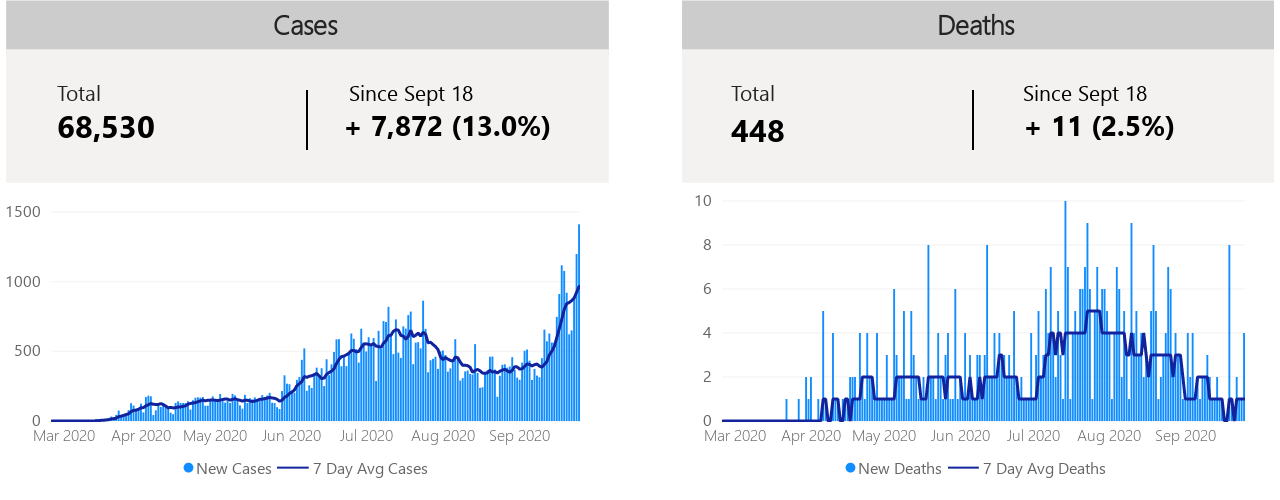 Cases
Total
68,530
Since Sept 18
+ 7,872 (13.0%)
1500
1000
500
0
Mar 2020 Apr 2020 May 2020 Jun 2020 Jul 2020 Aug 2020 Sep 2020
New Cases 7 Day Avg Cases
Deaths
Total
448
Since Sept 18
+ 11 (2.5%)
10
8
6
4
2
0
Mar 2020 Apr 2020 May 2020 Jun 2020 Jul 2020 Aug 2020 Sep 2020
New Deaths 7 Day Avg Deaths